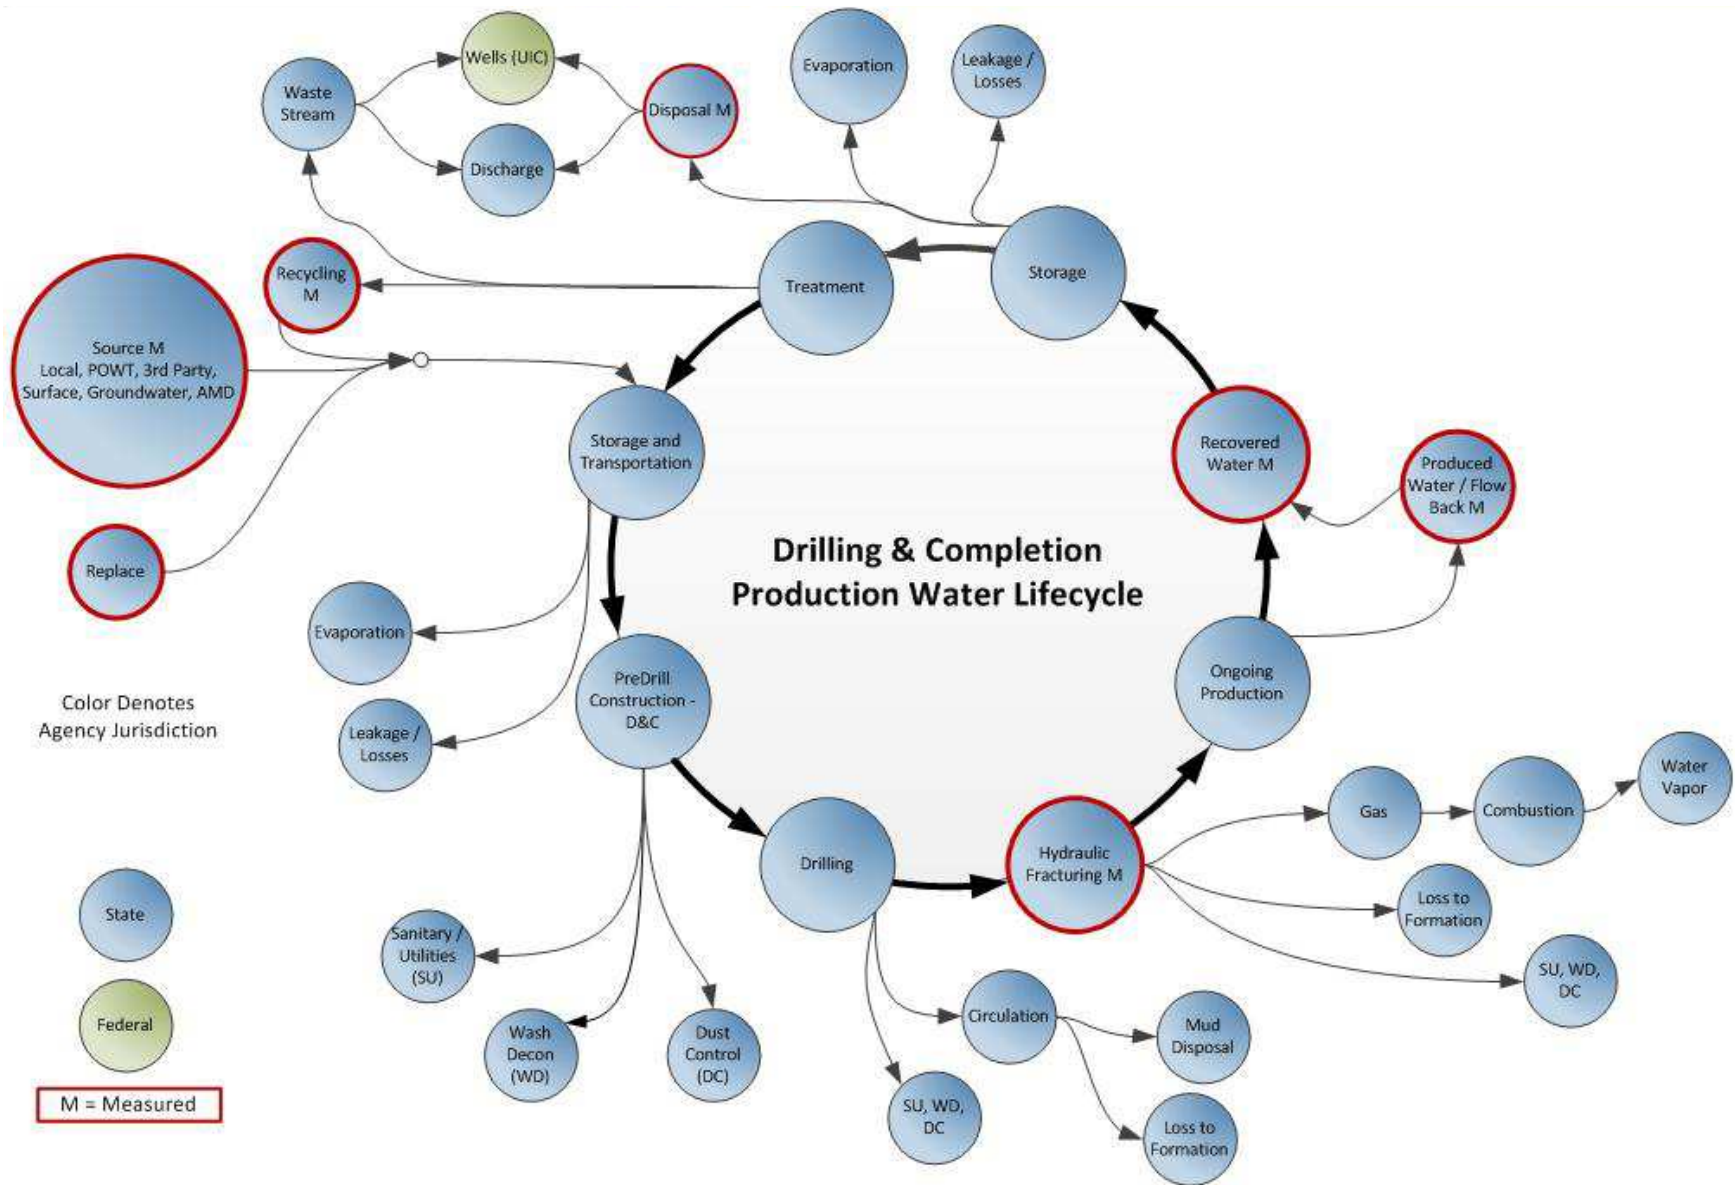 Wells (UIC)
Waste
Stream
Disposal M
Discharge
Evaporation
Leakage /
Losses
Recycling
M
Treatment
Storage
Source M
Local, POWT, 3rd Party,
Surface, Groundwater, AMD
Storage and
Transportation
Recovered
Water M
Produced
Water / Flow
Back M
Replace
Drilling & Completion
Production Water Lifecycle
Evaporation
PreDrill
Construction -
D&C
Ongoing
Production
Color Denotes
Agency Jurisdiction
Leakage /
Losses
Drilling
Hydraulic
Fracturing M
Gas
Combustion
Water
Vapor
Loss to
Formation
SU, WD,
DC
State
Sanitary /
Utilities
(SU)
Wash
Decon
(WD)
Dust
Control
(DC)
Circulation
Mud
Disposal
SU, WD,
DC
Loss to
Formation
Federal
M = Measured